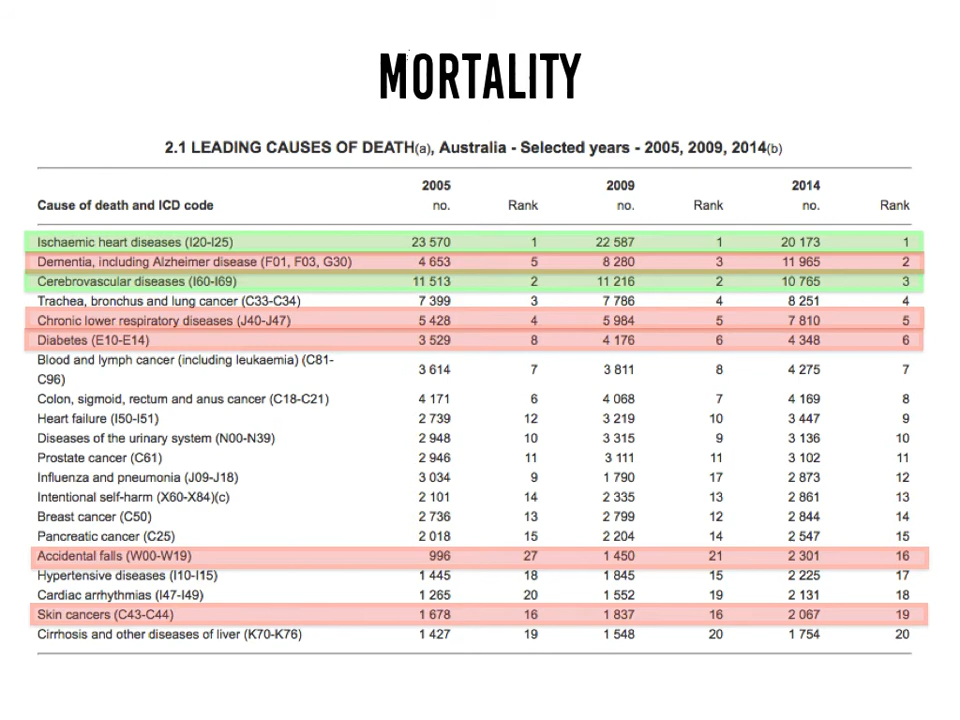 MORTALITY
2.1 LEADING CAUSES OF DEATH(a), Australia - Selected years - 2005, 2009, 2014(b)
2005 2009 2014
Cause of death and ICD code no. Rank no. Rank no. Rank
Ischaemic heart diseases (I20-I25) 23 570 1 22 587 1 20 173 1
Dementia, including Alzheimer disease (F01, F03, G30) 4 653 5 8 280 3 11 965 2
Cerebrovascular diseases (I60-I69) 11 513 2 11 216 2 10 765 3
Trachea, bronchus and lung cancer (C33-C34) 7 399 3 7 786 4 8 251 4
Chronic lower respiratory diseases (J40-J47) 5 428 4 5 984 5 7 810 5
Diabetes (E10-E14) 3 529 8 4 176 6 4 348 6
Blood and lymph cancer (including leukaemia) (C81-
C96) 3 614 7 3 811 8 4 275 7
Colon, sigmoid, rectum and anus cancer (C18-C21) 4 171 6 4 068 7 4 169 8
Heart failure (I50-I51) 2 739 12 3 219 10 3 447 9
Diseases of the urinary system (N00-N39) 2 948 10 3 315 9 3 136 10
Prostate cancer (C61) 2 946 11 3 111 11 3 102 11
Influenza and pneumonia (J09-J18) 3 034 9 1 790 17 2 873 12
Intentional self-harm (X60-X84)(c) 2 101 14 2 335 13 2 861 13
Breast cancer (C50) 2 736 13 2 799 12 2 844 14
Pancreatic cancer (C25) 2 018 15 2 204 14 2 547 15
Accidental falls (W00-W19) 996 27 1 450 21 2 301 16
Hypertensive diseases (I10-I15) 1 445 18 1 845 15 2 225 17
Cardiac arrhythmias (I47-I49) 1 265 20 1 552 19 2 131 18
Skin cancers (C43-C44) 1 678 16 1 837 16 2 067 19
Cirrhosis and other diseases of liver (K70-K76) 1 427 19 1 548 20 1 754 20